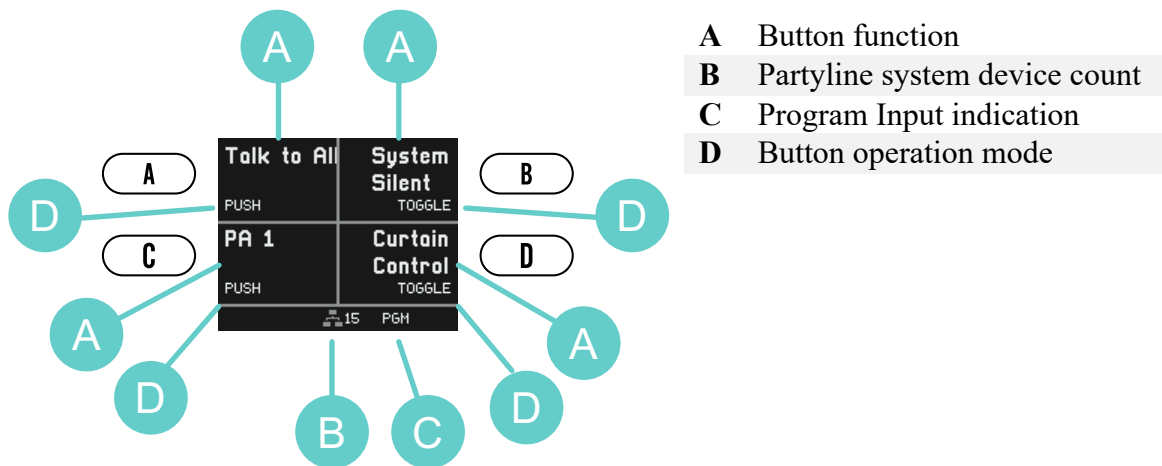 A A
A Button function
B Partyline system device count
C Program Input indication
D Button operation mode
Talk to All System
Silent
A B
PUSH TOGGLE
D D
PA 1 Curtain
Control
C D
PUSH TOGGLE
15 PGM
A A
D D
B C